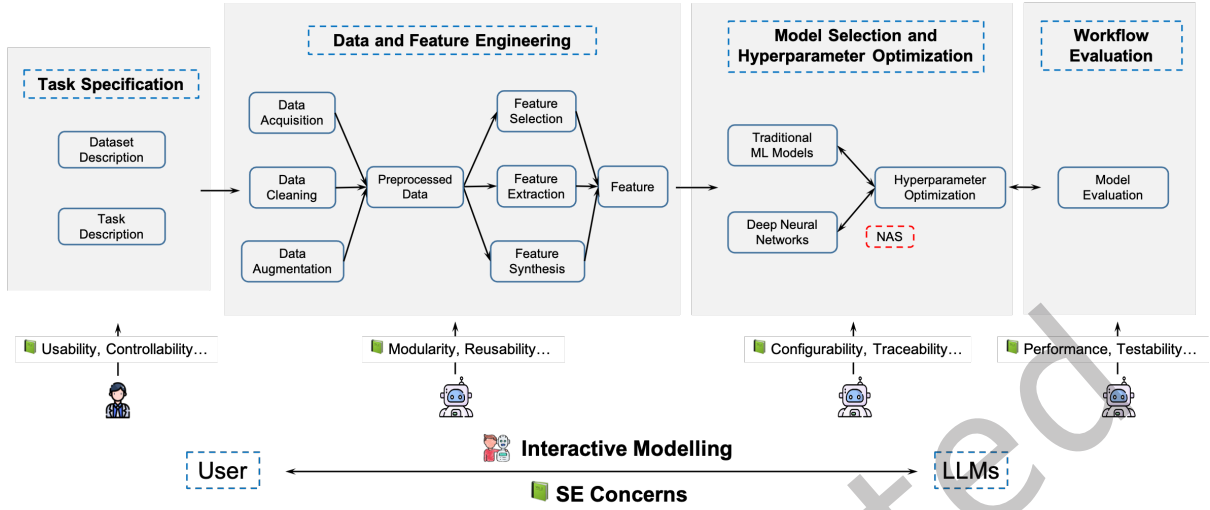 Task Specification
Dataset
Description
Task
Description
Data and Feature Engineering
Data
Acquisition
Data
Cleaning
Data
Augmentation
Preprocessed
Data
Feature
Selection
Feature
Extraction
Feature
Synthesis
Feature
Model Selection and
Hyperparameter Optimization
Traditional
ML Models
Deep Neural
Networks
Hyperparameter
Optimization
NAS
Workflow
Evaluation
Model
Evaluation
Usability, Controllability...
Modularity, Reusability...
Configurability, Traceability...
Performance, Testability...
Interactive Modelling
User
LLMs
SE Concerns